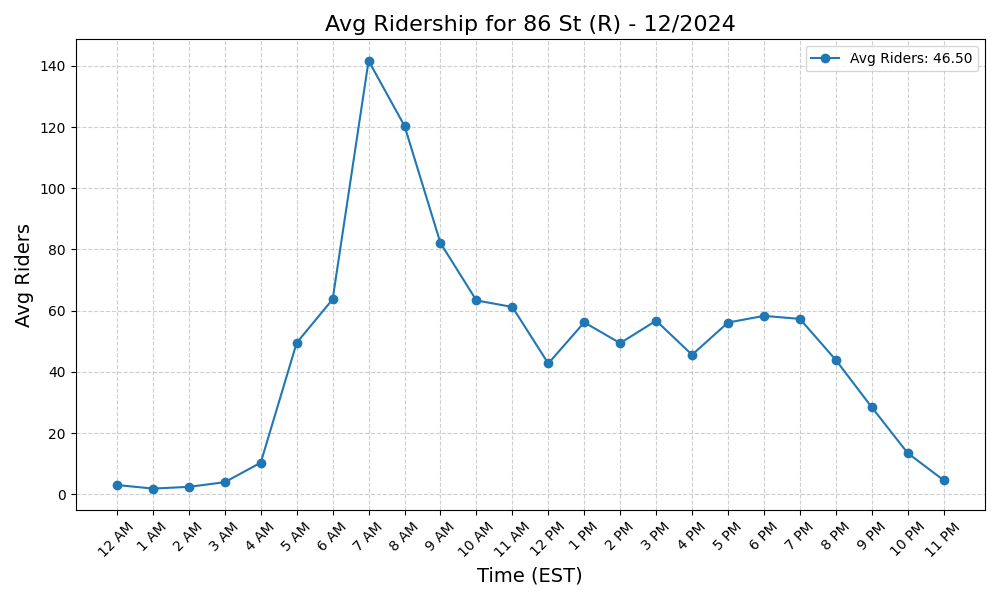 Avg Ridership for 86 St (R) - 12/2024
Avg Riders: 46.50
Avg Riders
140
120
100
80
60
40
20
0
12 AM
1 AM
2 AM
3 AM
4 AM
5 AM
6 AM
7 AM
8 AM
9 AM
10 AM
11 AM
12 PM
1 PM
2 PM
3 PM
4 PM
5 PM
6 PM
7 PM
8 PM
9 PM
10 PM
11 PM
Time (EST)